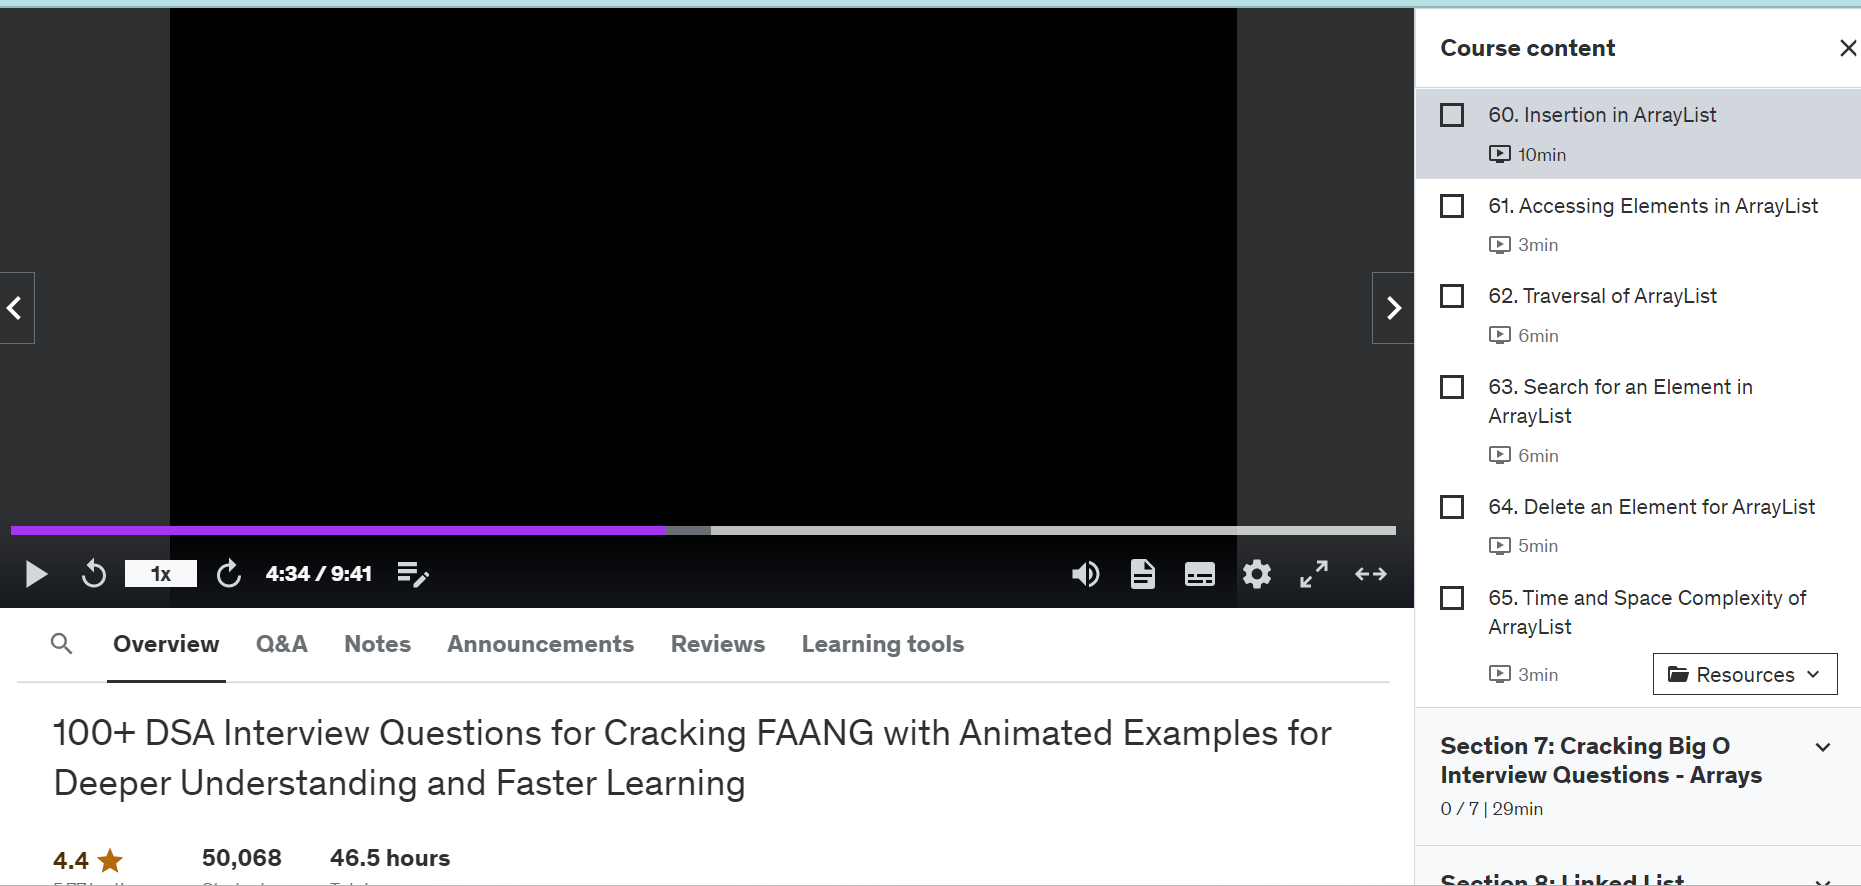 Course content
60. Insertion in ArrayList
10min
61. Accessing Elements in ArrayList
3min
62. Traversal of ArrayList
6min
63. Search for an Element in
ArrayList
6min
64. Delete an Element for ArrayList
5min
65. Time and Space Complexity of
ArrayList
3min
Resources
Section 7: Cracking Big O
Interview Questions - Arrays
0 / 7 | 29min
Section 8: Linked List
1x
4:34 / 9:41
Overview Q&A Notes Announcements Reviews Learning tools
100+ DSA Interview Questions for Cracking FAANG with Animated Examples for
Deeper Understanding and Faster Learning
4.4 50,068 46.5 hours